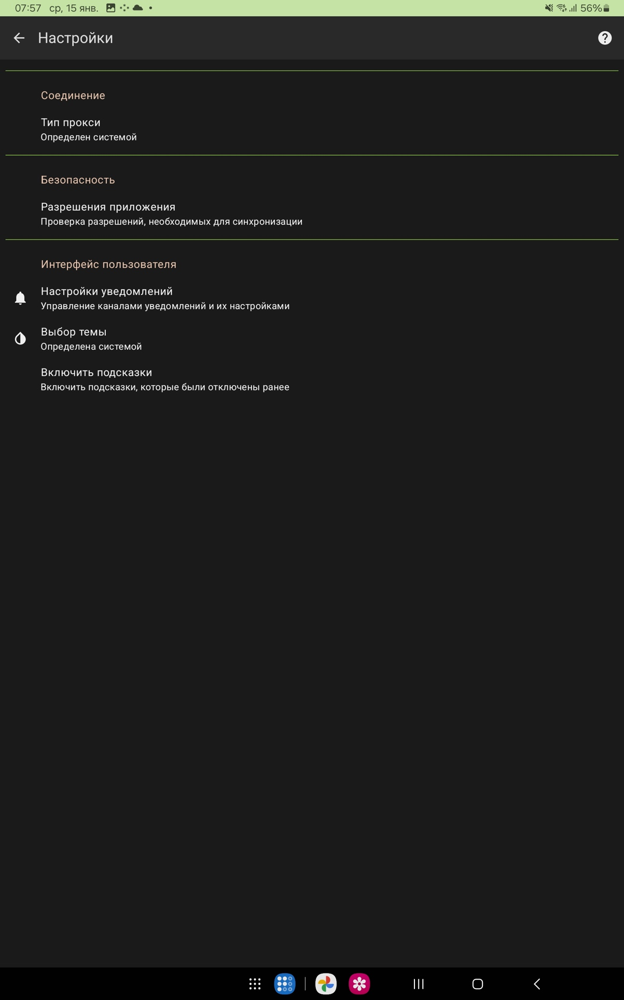 07:57 ср, 15 янв. 56%
Настройки
Соединение
Тип прокси
Определен системой
Безопасность
Разрешения приложения
Проверка разрешений, необходимых для синхронизации
Интерфейс пользователя
Настройки уведомлений
Управление каналами уведомлений и их настройками
Выбор темы
Определена системой
Включить подсказки
Включить подсказки, которые были отключены ранее